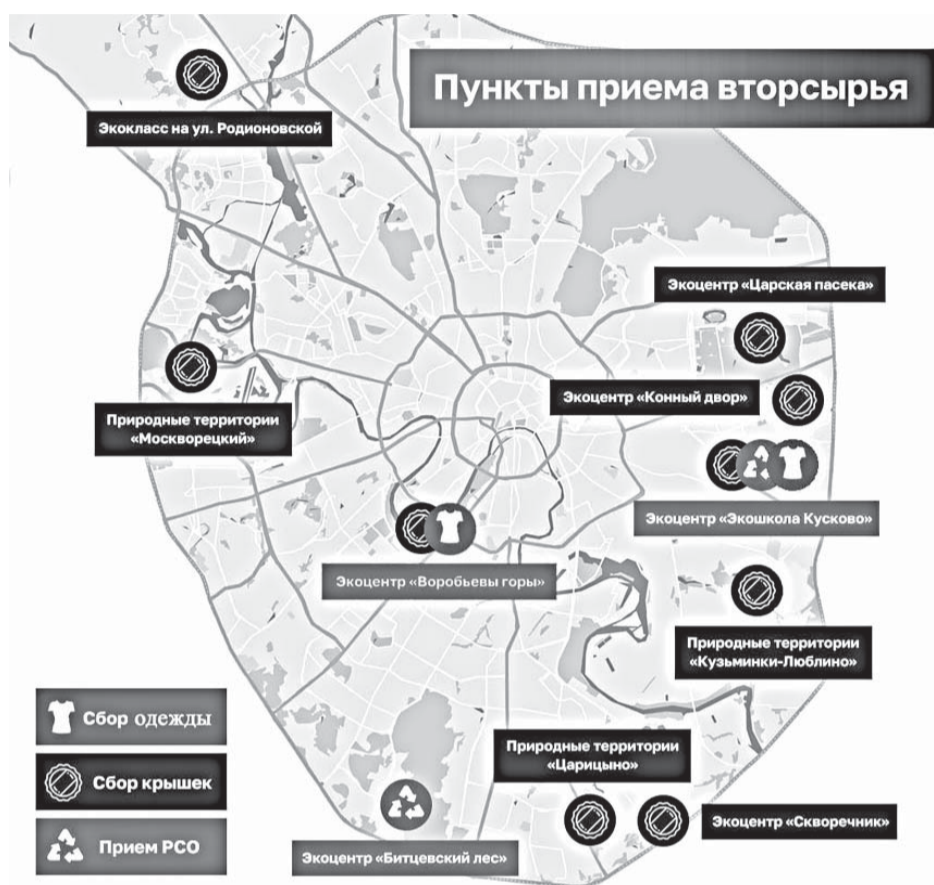 Пункты приема вторсырья
Экокласс на ул. Родионовской
Экоцентр «Царская пасека»
Экоцентр «Конный двор»
Природные территории
«Москворецкий»
Экоцентр «Экошкола Кусково»
Экоцентр «Воробьевы горы»
Природные территории
«Кузьминки-Люблино»
Сбор одежды
Сбор крышек
Прием РСО
Природные территории
«Царицыно»
Экоцентр «Скворечник»
Экоцентр «Битцевский лес»